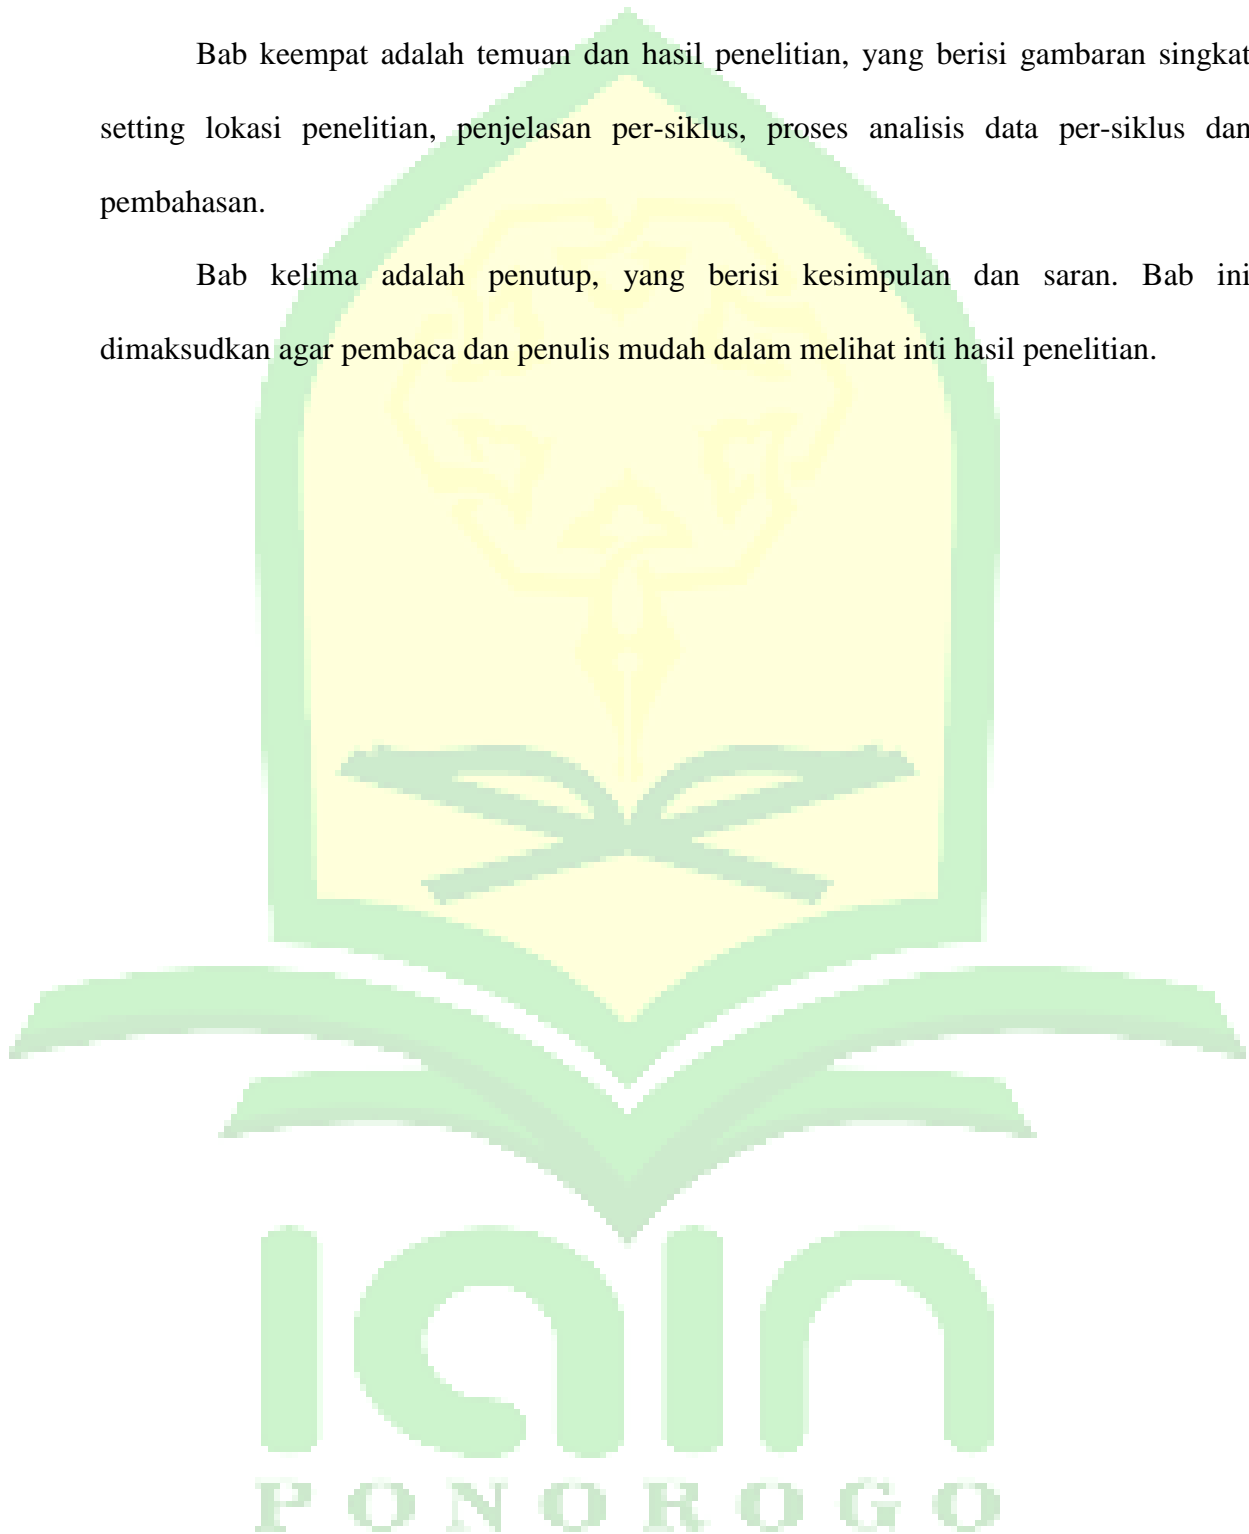 Bab keempat adalah temuan dan hasil penelitian, yang berisi gambaran singkat
setting lokasi penelitian, penjelasan per-siklus, proses analisis data per-siklus dan
pembahasan.
Bab kelima adalah penutup, yang berisi kesimpulan dan saran. Bab ini
dimaksudkan agar pembaca dan penulis mudah dalam melihat inti hasil penelitian.
iain
PONOROGO